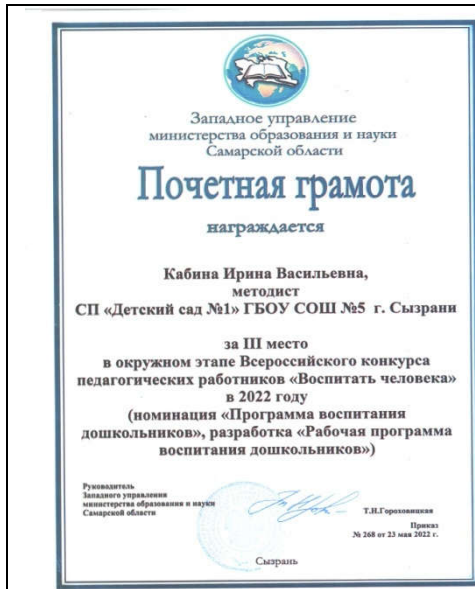 Западное управление
министерства образования и науки
Самарской области
Почетная грамота
награждается
Кабина Ирина Васильевна,
методист
СП «Детский сад №1» ГБОУ СОШ №5 г. Сызрани
за III место
в окружном этапе Всероссийского конкурса
педагогических работников «Воспитать человека»
в 2022 году
(номинация «Программа воспитания
дошкольников», разработка «Рабочая программа
воспитания дошкольников»)
Руководитель
Западного управления
министерства образования и науки
Самарской области
Т.Н.Гороховицкая
Приказ
№ 268 от 23 мая 2022 г.
Сызрань